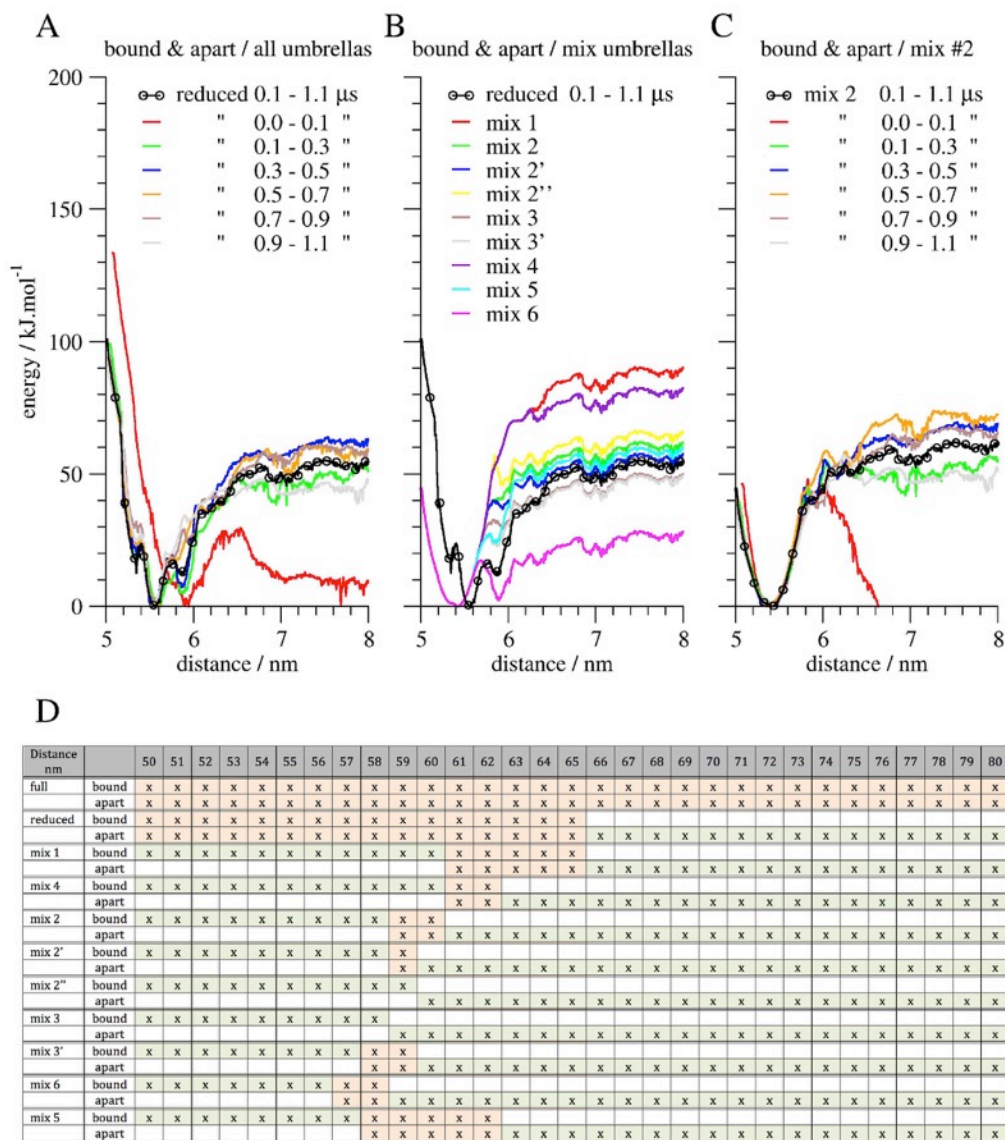 A B C
bound & apart / all umbrellas bound & apart / mix umbrellas bound & apart / mix #2
200
150
100
50
0
energy / kJ.mol-1
reduced 0.1 - 1.1 μs
" 0.0 - 0.1 "
" 0.1 - 0.3 "
" 0.3 - 0.5 "
" 0.5 - 0.7 "
" 0.7 - 0.9 "
" 0.9 - 1.1 "
5 6 7 8
distance / nm
reduced 0.1 - 1.1 μs
mix 1
mix 2
mix 2'
mix 2''
mix 3
mix 3'
mix 4
mix 5
mix 6
5 6 7 8
distance / nm
mix 2 0.1 - 1.1 μs
" 0.0 - 0.1 "
" 0.1 - 0.3 "
" 0.3 - 0.5 "
" 0.5 - 0.7 "
" 0.7 - 0.9 "
" 0.9 - 1.1 "
5 6 7 8
distance / nm
D
Distance nm 50 51 52 53 54 55 56 57 58 59 60 61 62 63 64 65 66 67 68 69 70 71 72 73 74 75 76 77 78 79 80
full bound x x x x x x x x x x x x x x x x x x x x x x x x x x x x x x x
apart x x x x x x x x x x x x x x x x x x x x x x x x x x x x x x x
reduced bound x x x x x x x x x x x x x x x x
apart x x x x x x x x x x x x x x x x x x x x x x x x x x x x x x x
mix 1 bound x x x x x x x x x x x x x x x x
apart x x x x x x x x x x x x x x x x x x x x
mix 4 bound x x x x x x x x x x x x x
apart x x x x x x x x x x x x x x x x x x x x
mix 2 bound x x x x x x x x x x x
apart x x x x x x x x x x x x x x x x x x x x x x
mix 2' bound x x x x x x x x x x
apart x x x x x x x x x x x x x x x x x x x x x x
mix 2'' bound x x x x x x x x x x
apart x x x x x x x x x x x x x x x x x x x x x
mix 3 bound x x x x x x x x x
apart x x x x x x x x x x x x x x x x x x x x x x
mix 3' bound x x x x x x x x x x
apart x x x x x x x x x x x x x x x x x x x x x x x
mix 6 bound x x x x x x x x x
apart x x x x x x x x x x x x x x x x x x x x x x x x
mix 5 bound x x x x x x x x x x x x x
apart x x x x x x x x x x x x x x x x x x x x x x x